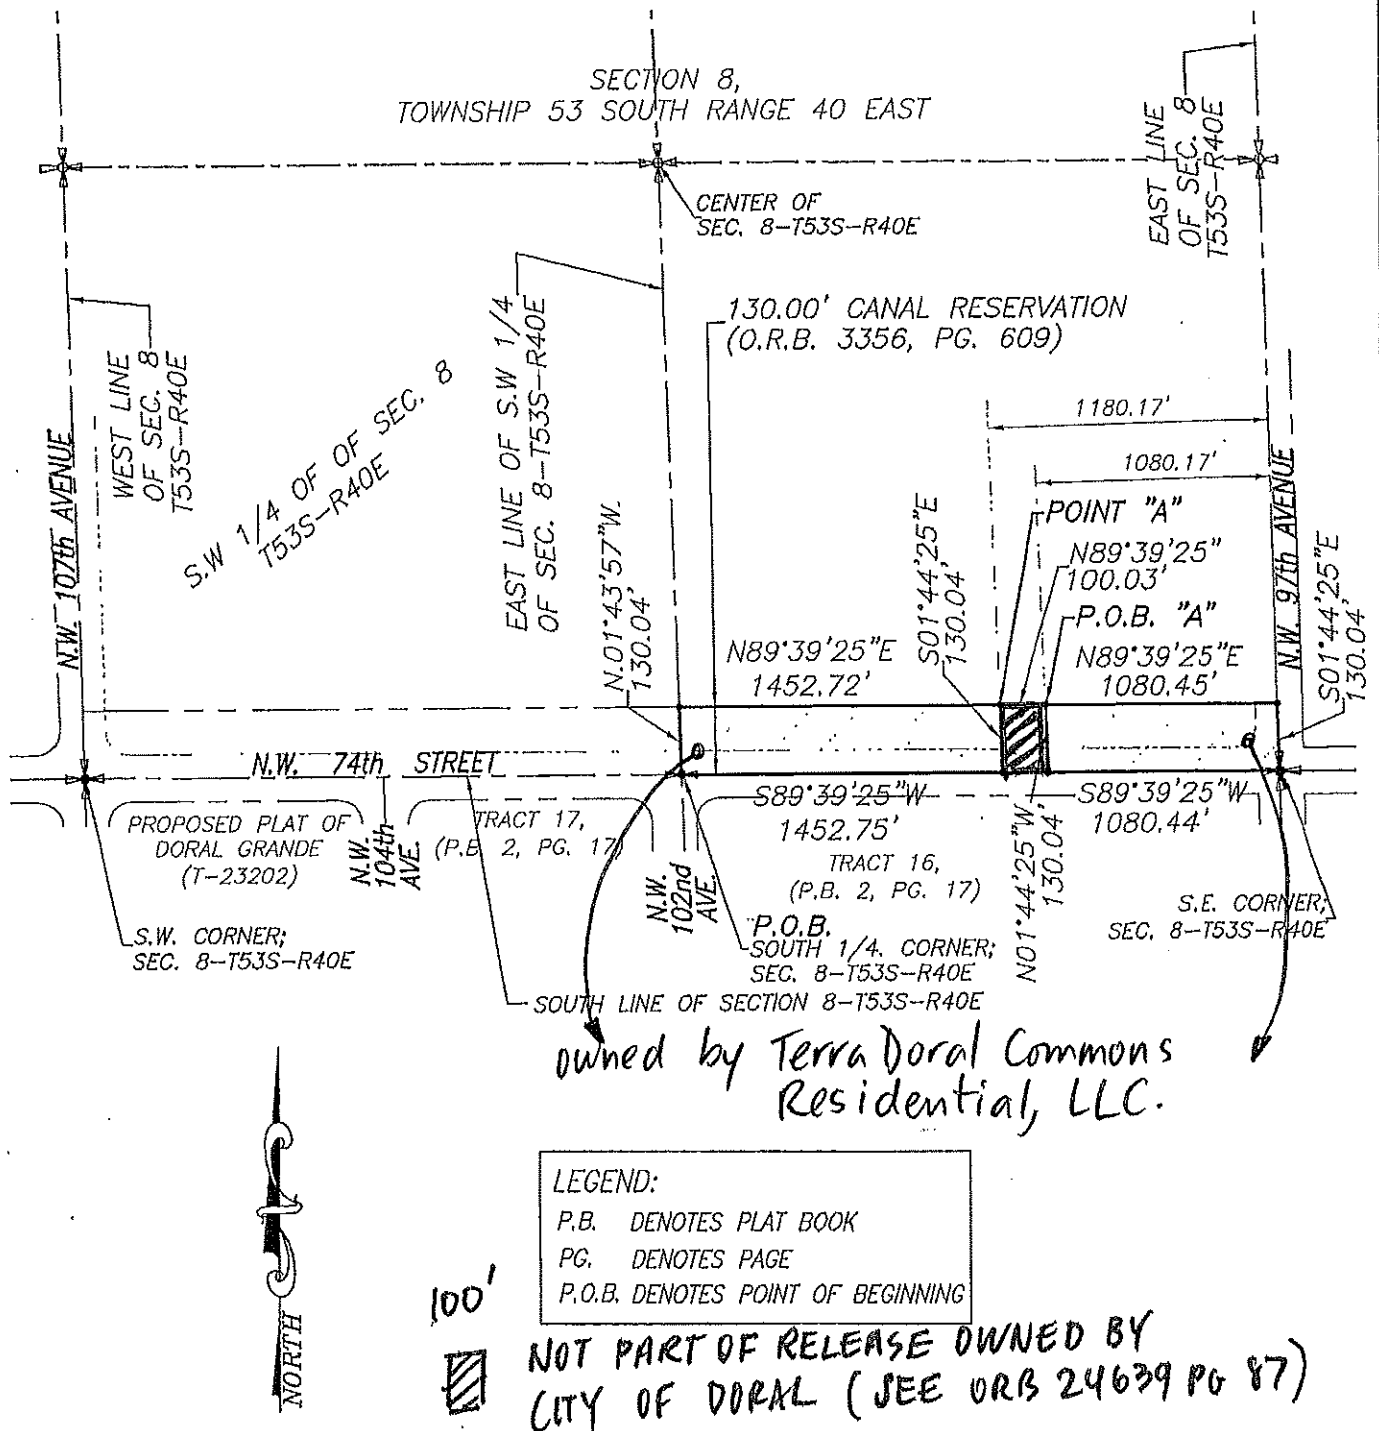 SECTION 8,
TOWNSHIP 53 SOUTH RANGE 40 EAST
EAST LINE
OF SEC. 8
T53S-R40E
CENTER OF
SEC. 8-T53S-R40E
130.00' CANAL RESERVATION
(O.R.B. 3356, PG. 609)
WEST LINE
OF SEC. 8
T53S-R40E
N.W. 107th AVENUE
S.W 1/4 OF OF SEC. 8
T53S-R40E
EAST LINE OF S.W 1/4
OF SEC. 8-T53S-R40E
1180.17'
1080.17'
POINT "A"
N89°39'25"
100.03'
P.O.B. "A"
N.W. 97th AVENUE
S01°44'25"E
130.04'
S01°44'25"E
130.04'
N.01°43'57"W.
130.04'
N89°39'25"E
1452.72'
N89°39'25"E
1080.45'
N.W. 74th STREET
S89°39'25"W
1452.75'
S89°39'25"W
1080.44'
N01°44'25"W
130.04'
PROPOSED PLAT OF
DORAL GRANDE
(T-23202)
N.W.
104th
AVE.
TRACT 17,
(P.B. 2, PG. 17)
N.W.
102nd
AVE.
TRACT 16,
(P.B. 2, PG. 17)
S.W. CORNER;
SEC. 8-T53S-R40E
P.O.B.
SOUTH 1/4. CORNER;
SEC. 8-T53S-R40E
S.E. CORNER;
SEC. 8-T53S-R40E
SOUTH LINE OF SECTION 8-T53S-R40E
owned by Terra Doral Commons
Residential, LLC.
NORTH
LEGEND:
P.B. DENOTES PLAT BOOK
PG. DENOTES PAGE
P.O.B. DENOTES POINT OF BEGINNING
100'
NOT PART OF RELEASE OWNED BY
CITY OF DORAL (SEE ORB 24639 PG 87)